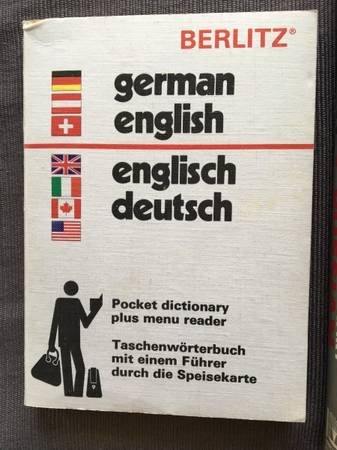 BERLITZ®
german
english
englisch
deutsch
Pocket dictionary
plus menu reader
Taschenwörterbuch
mit einem Führer
durch die Speisekarte